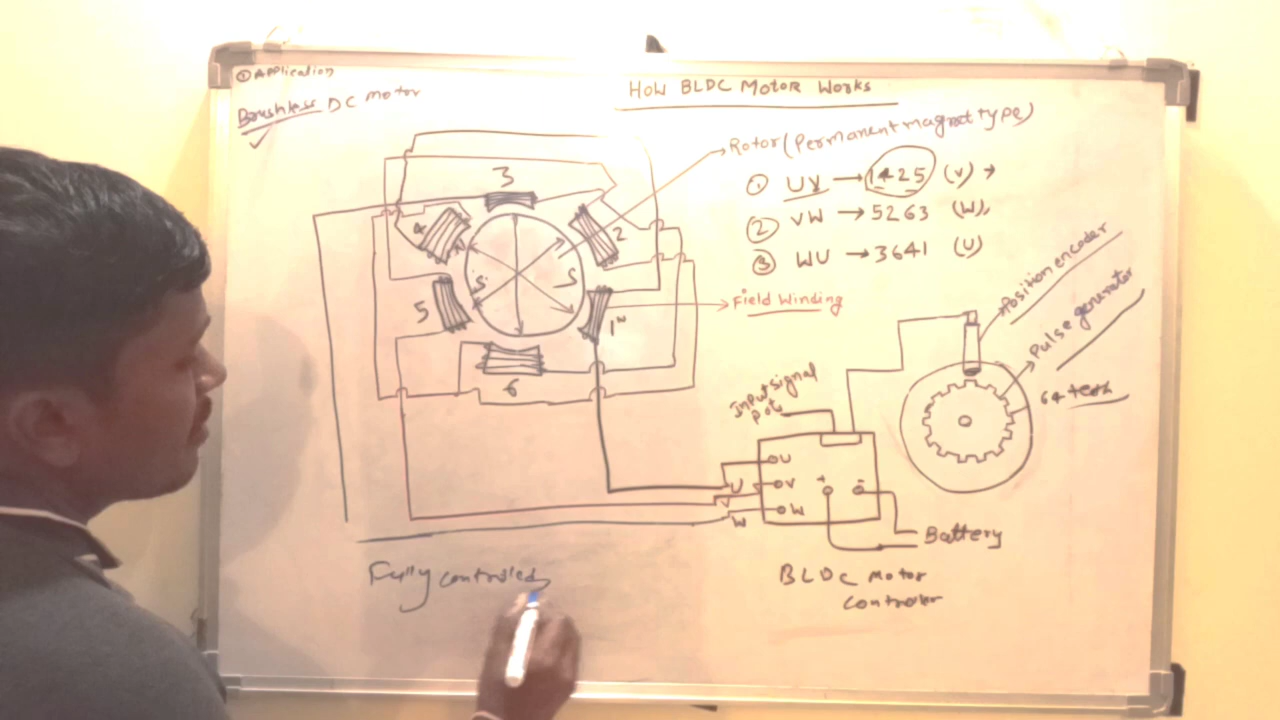 ① Application
Brushless DC Motor
How BLDC Motor Works
Rotor (Permanent magnet type)
① UV → 1425 (V) →
② VW → 5263 (W),
③ WU → 3641 (U)
3
4
2
S
S
5
1
6
Field Winding
Position encoder
Pulse generator
64 teeth
Input signal
U
V
W
+
-
U
W
Battery
BLDC Motor
Controller
Fully controled